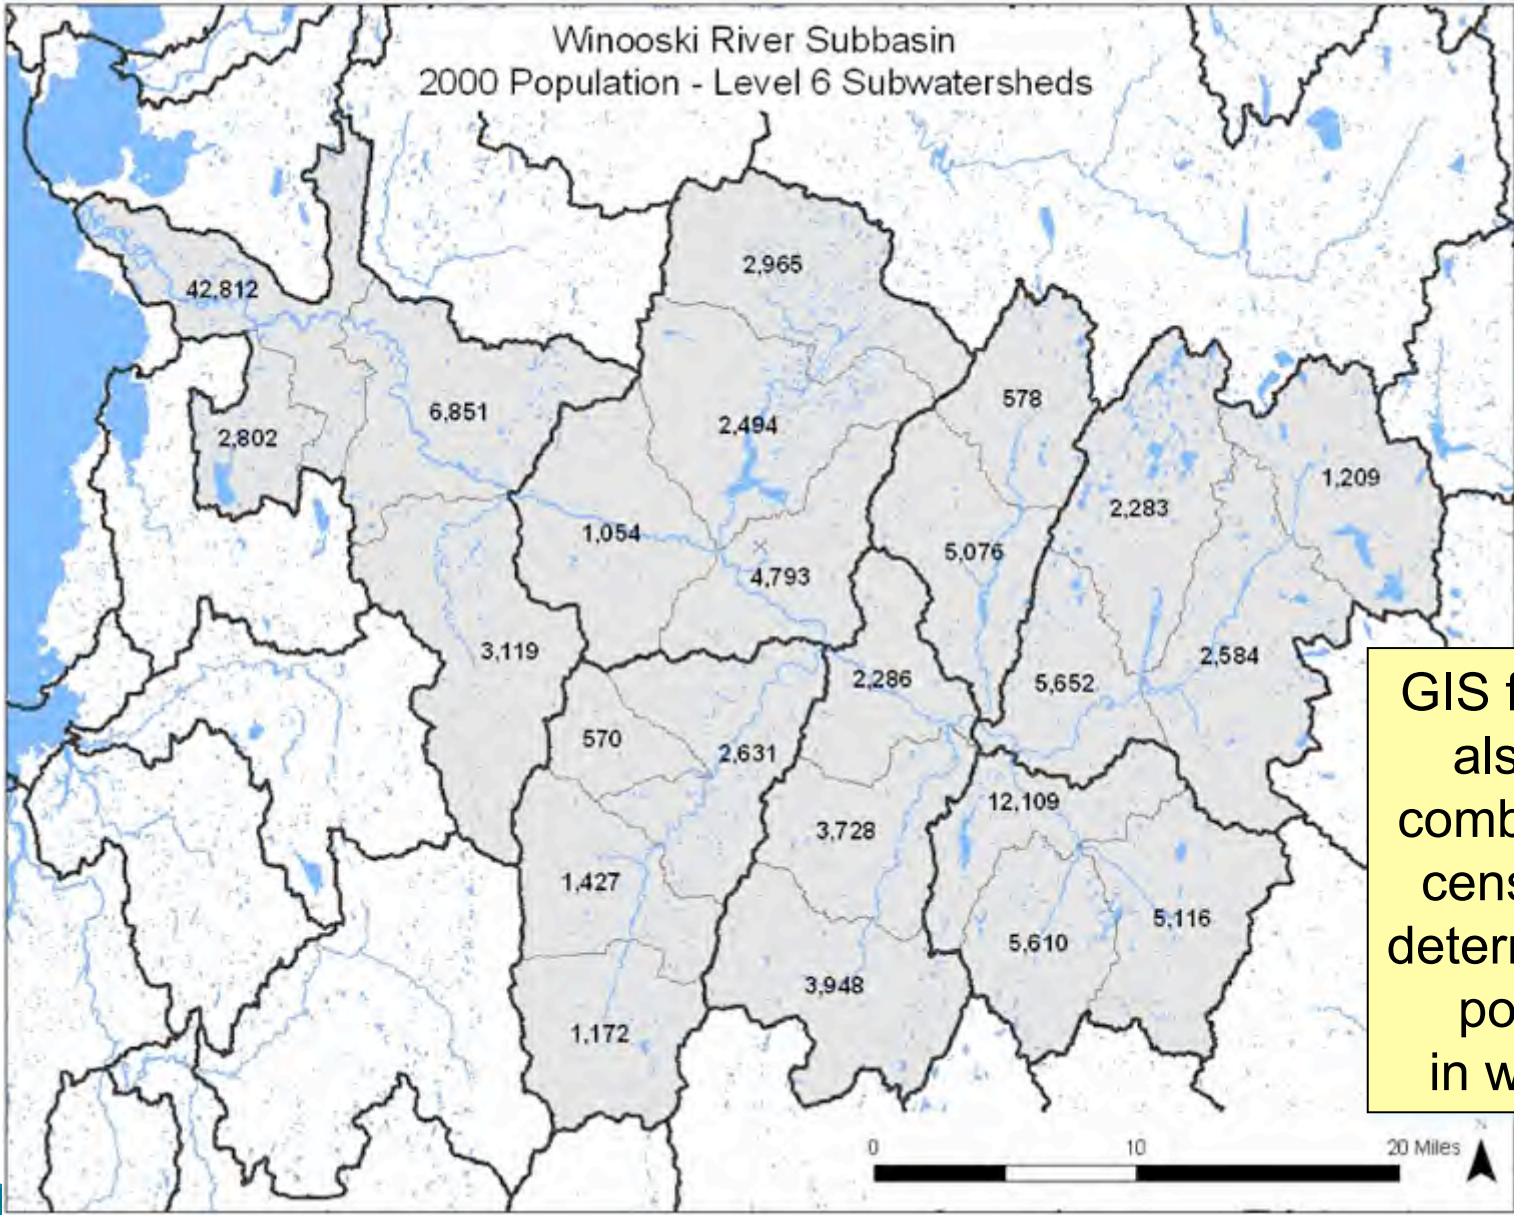 Winooski River Subbasin
2000 Population - Level 6 Subwatersheds
2,965
42,812
578
6,851
2,494
2,802
1,209
2,283
1,054
5,076
4,793
3,119
2,584
2,286
5,652
570
2,631
12,109
3,728
1,427
5,116
5,610
3,948
1,172
GIS f
als
comb
cens
deter
po
in w
0 10 20 Miles
N